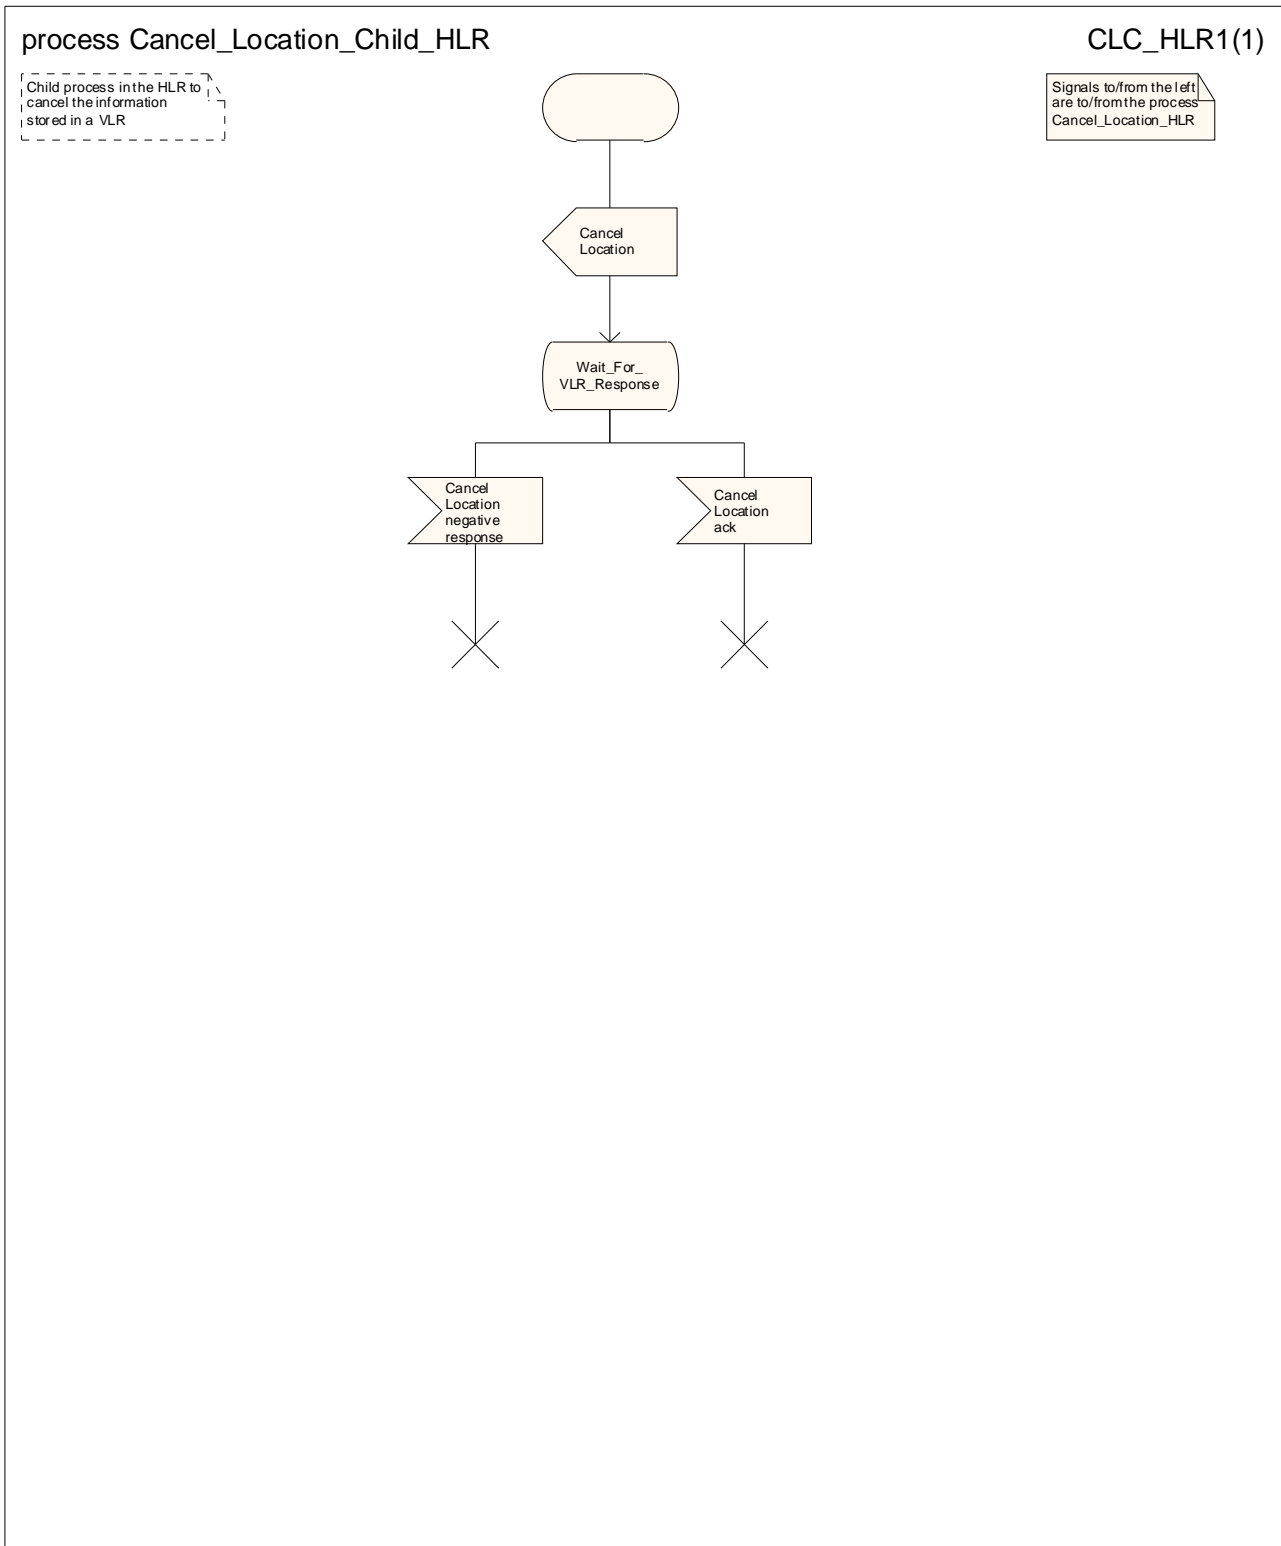 process Cancel_Location_Child_HLR
CLC_HLR1(1)
Child process in the HLR to
cancel the information
stored in a VLR
Signals to/from the left
are to/from the process
Cancel_Location_HLR
Cancel
Location
Wait_For_
VLR_Response
Cancel
Location
negative
response
Cancel
Location
ack